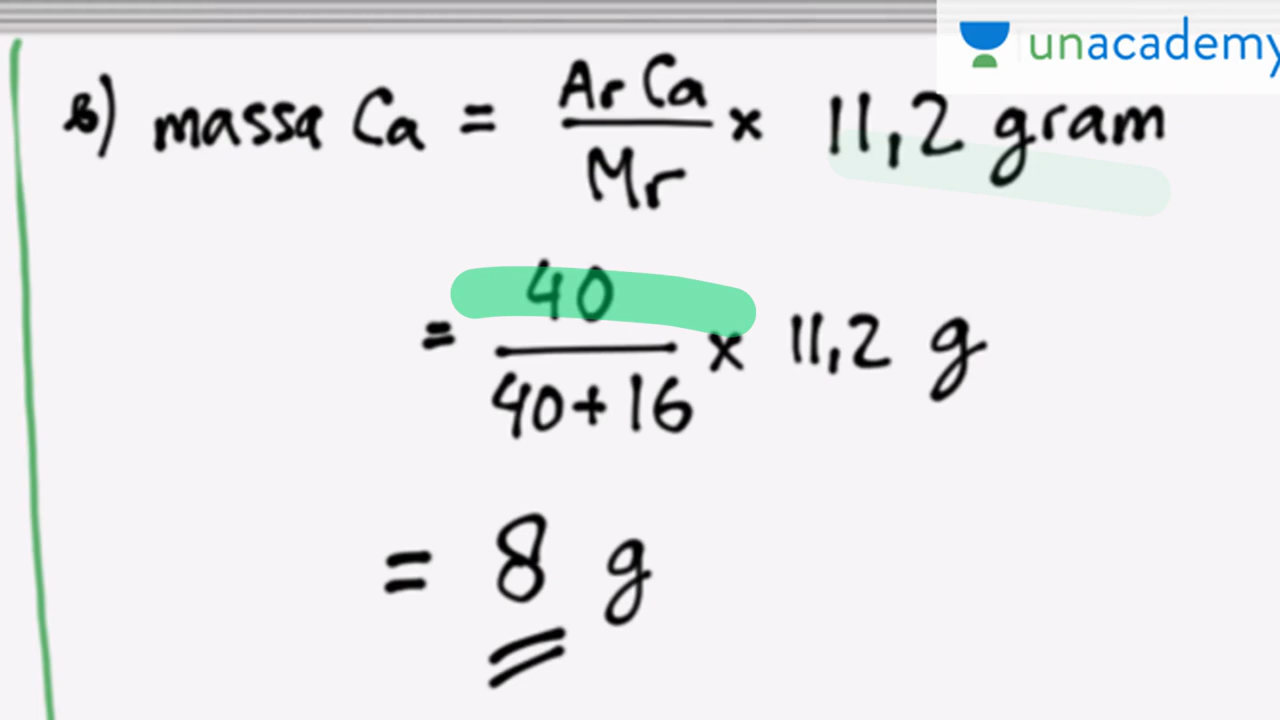 unacademy
b) massa Ca = Ar Ca / Mr x 11,2 gram
= 40 / 40+16 x 11,2 g
= 8 g